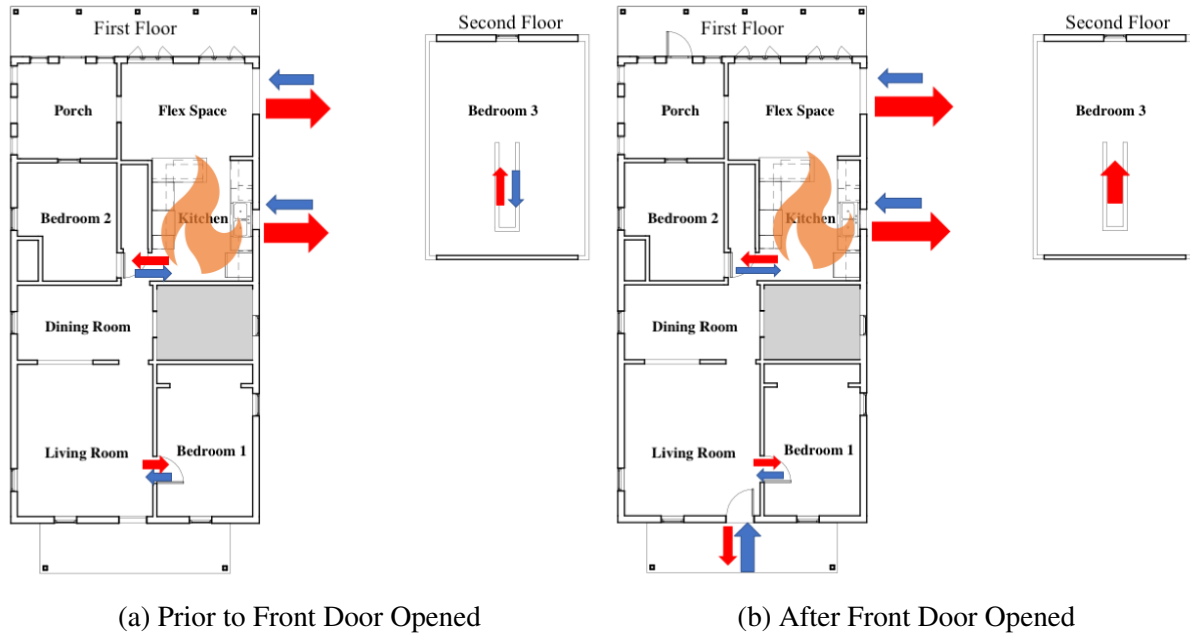 First Floor
Second Floor
Porch
Flex Space
Bedroom 3
Bedroom 2
Kitchen
Dining Room
Living Room
Bedroom 1
(a) Prior to Front Door Opened
First Floor
Second Floor
Porch
Flex Space
Bedroom 3
Bedroom 2
Kitchen
Dining Room
Living Room
Bedroom 1
(b) After Front Door Opened